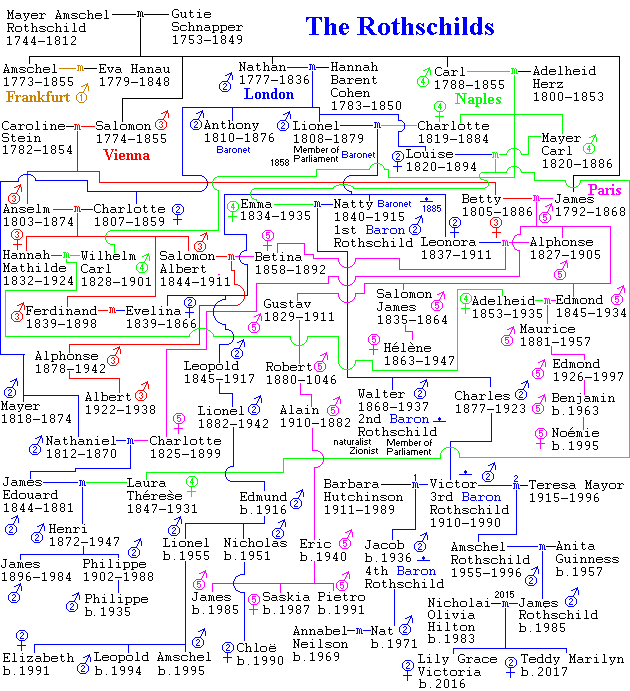 The Rothschilds
Mayer Amschel
Rothschild
1744–1812
m
Gutie
Schnapper
1753–1849
Amschel
1773–1855
m
Eva Hanau
1779–1848
Frankfurt
1
Nathan
1777–1836
m
Hannah
Barent
Cohen
1783–1850
London
2
Carl
1788–1855
m
Adelheid
Herz
1800–1853
4
Naples
Caroline
Stein
1782–1854
m
Salomon
1774–1855
3
Vienna
Anthony
1810–1876
Baronet
2
Lionel
1808–1879
Member of
Parliament
1858
Baronet
m
Charlotte
1819–1884
4
Louise
1820–1894
2
m
Mayer
Carl
1820–1886
4
Paris
Anselm
1803–1874
3
m
Charlotte
1807–1859
2
Emma
1834–1935
4
m
Natty
1840–1915
1st Baron
Rothschild
Baronet
1885
2
Betty
1805–1886
3
m
James
1792–1868
5
Leonora
1837–1911
2
m
Alphonse
1827–1905
5
Hannah
Mathilde
1832–1924
3
m
Wilhelm
Carl
1828–1901
4
Salomon
Albert
1844–1911
3
m
Betina
1858–1892
5
Ferdinand
1839–1898
3
m
Evelina
1839–1866
2
Gustav
1829–1911
5
Salomon
James
1835–1864
5
Adelheid
1853–1935
4
m
Edmond
1845–1934
5
Hélène
1863–1947
5
Maurice
1881–1957
5
Alphonse
1878–1942
3
Leopold
1845–1917
2
Robert
1880–1046
5
Edmond
1926–1997
5
Albert
1922–1938
3
Mayer
1818–1874
2
Lionel
1882–1942
2
Alain
1910–1882
5
Walter
1868–1937
2nd Baron
Rothschild
naturalist
Zionist
Member of
Parliament
2
Charles
1877–1923
2
Benjamin
b.1963
5
Noémie
b.1995
5
Nathaniel
1812–1870
2
m
Charlotte
1825–1899
5
James
Edouard
1844–1881
2
m
Laura
Thérèse
1847–1931
4
Edmund
b.1916
2
Barbara
Hutchinson
1911–1989
1
m
Victor
3rd Baron
Rothschild
1910–1990
2
2
m
Teresa Mayor
1915–1996
Henri
1872–1947
2
James
1896–1984
2
Philippe
1902–1988
2
Philippe
b.1935
2
Lionel
b.1955
2
Nicholas
b.1951
2
Eric
b.1940
5
Jacob
b.1936
4th Baron
Rothschild
2
Amschel
Rothschild
1955–1996
2
m
Anita
Guinness
b.1957
James
b.1985
5
Saskia
b.1987
5
Pietro
b.1991
5
Nicholai
Olivia
Hilton
b.1983
2015
m
James
Rothschild
b.1985
2
Annabel
Neilson
b.1969
m
Nat
b.1971
2
Elizabeth
b.1991
2
Leopold
b.1994
2
Amschel
b.1995
2
Chloë
b.1990
2
Lily Grace
Victoria
b.2016
2
Teddy Marilyn
b.2017
2